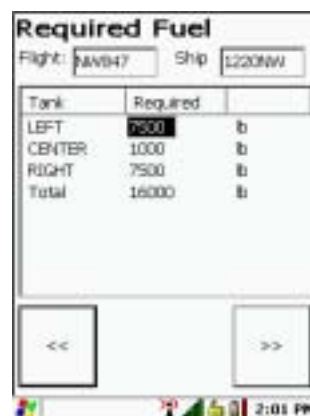 Required Fuel
Flight: NW847 Ship 1220NW
Tank Required
LEFT 7500 lb
CENTER 1000 lb
RIGHT 7500 lb
Total 16000 lb
<< >>
2:01 PM